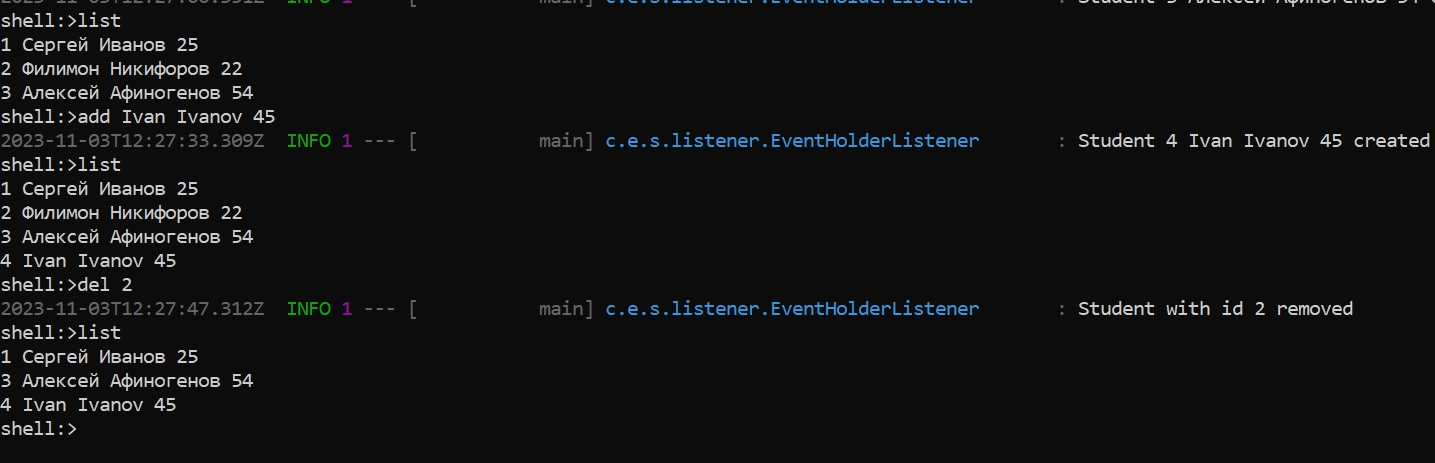 INFO 1 --- [           main] c.e.s.listener.EventHolderListener       : Student 3 Алексей Афиногенов 54
shell:>list
1 Сергей Иванов 25
2 Филимон Никифоров 22
3 Алексей Афиногенов 54
shell:>add Ivan Ivanov 45
2023-11-03T12:27:33.309Z  INFO 1 --- [           main] c.e.s.listener.EventHolderListener       : Student 4 Ivan Ivanov 45 created
shell:>list
1 Сергей Иванов 25
2 Филимон Никифоров 22
3 Алексей Афиногенов 54
4 Ivan Ivanov 45
shell:>del 2
2023-11-03T12:27:47.312Z  INFO 1 --- [           main] c.e.s.listener.EventHolderListener       : Student with id 2 removed
shell:>list
1 Сергей Иванов 25
3 Алексей Афиногенов 54
4 Ivan Ivanov 45
shell:>